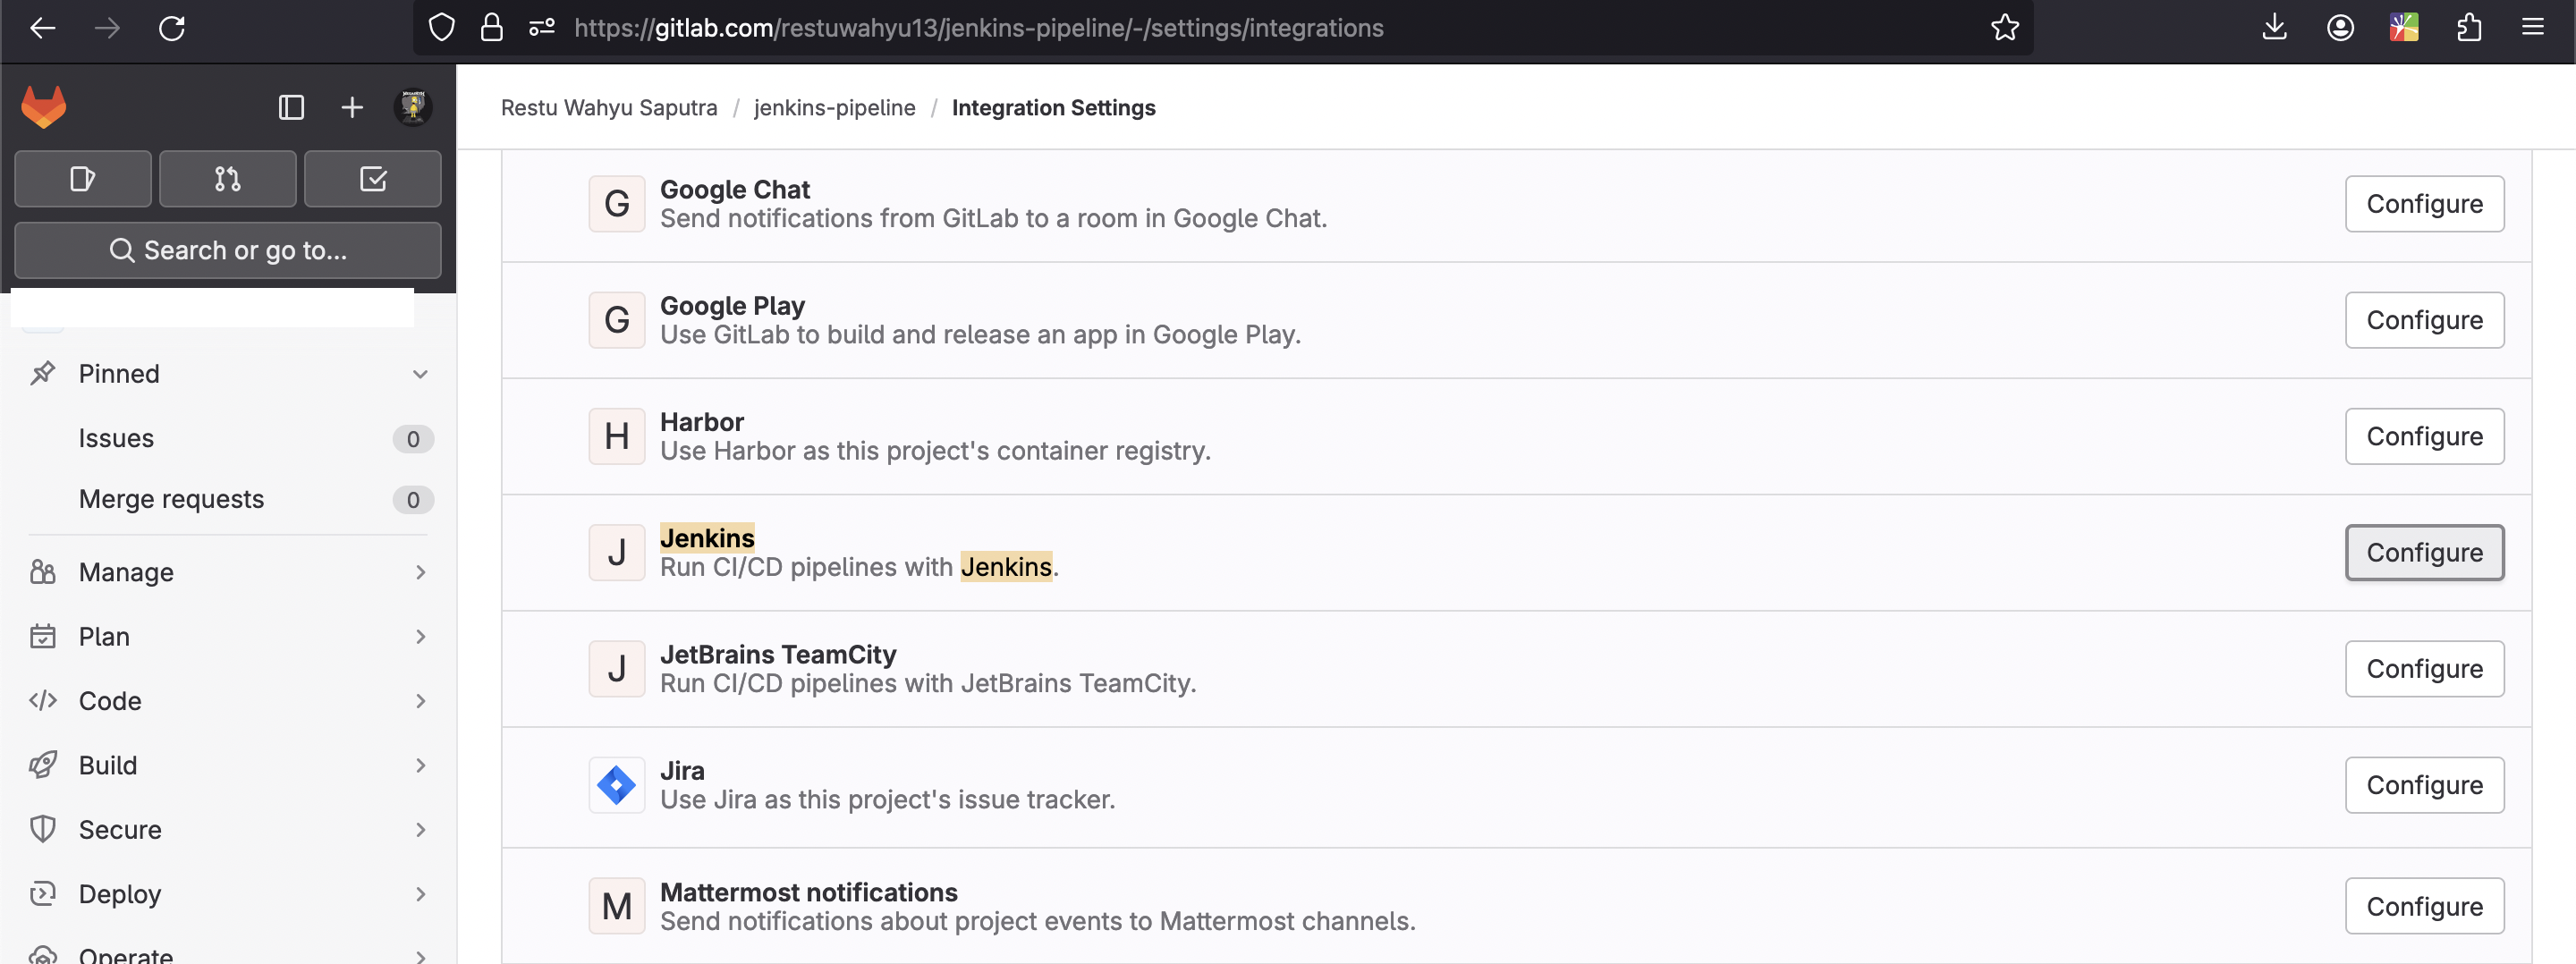 https://gitlab.com/restuwahyu13/jenkins-pipeline/-/settings/integrations
Restu Wahyu Saputra / jenkins-pipeline / Integration Settings
Search or go to...
Pinned
Issues 0
Merge requests 0
Manage
Plan
Code
Build
Secure
Deploy
Operate
G
Google Chat
Send notifications from GitLab to a room in Google Chat.
Configure
G
Google Play
Use GitLab to build and release an app in Google Play.
Configure
H
Harbor
Use Harbor as this project's container registry.
Configure
J
Jenkins
Run CI/CD pipelines with Jenkins.
Configure
J
JetBrains TeamCity
Run CI/CD pipelines with JetBrains TeamCity.
Configure
Jira
Use Jira as this project's issue tracker.
Configure
M
Mattermost notifications
Send notifications about project events to Mattermost channels.
Configure